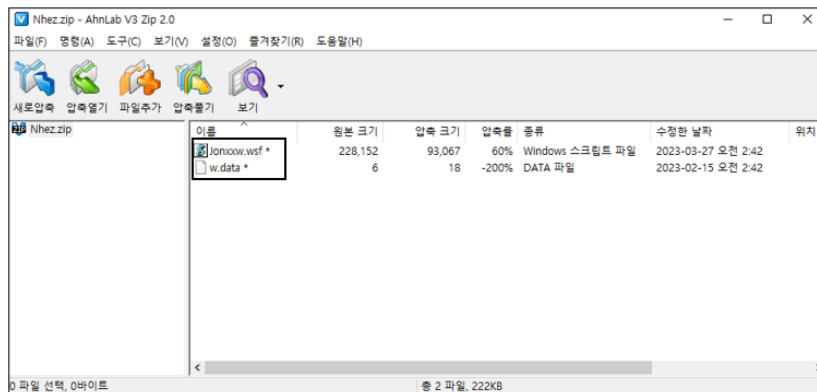 Nhez.zip - AhnLab V3 Zip 2.0
파일(F) 명령(A) 도구(C) 보기(V) 설정(O) 즐겨찾기(R) 도움말(H)
새로압축 압축열기 파일추가 압축풀기 보기
Nhez.zip
이름 원본 크기 압축 크기 압축률 종류 수정한 날짜 위치
Jonxxw.wsf * 228,152 93,067 60% Windows 스크립트 파일 2023-03-27 오전 2:42
w.data * 6 18 -200% DATA 파일 2023-02-15 오전 2:42
0 파일 선택, 0바이트 총 2 파일, 222KB